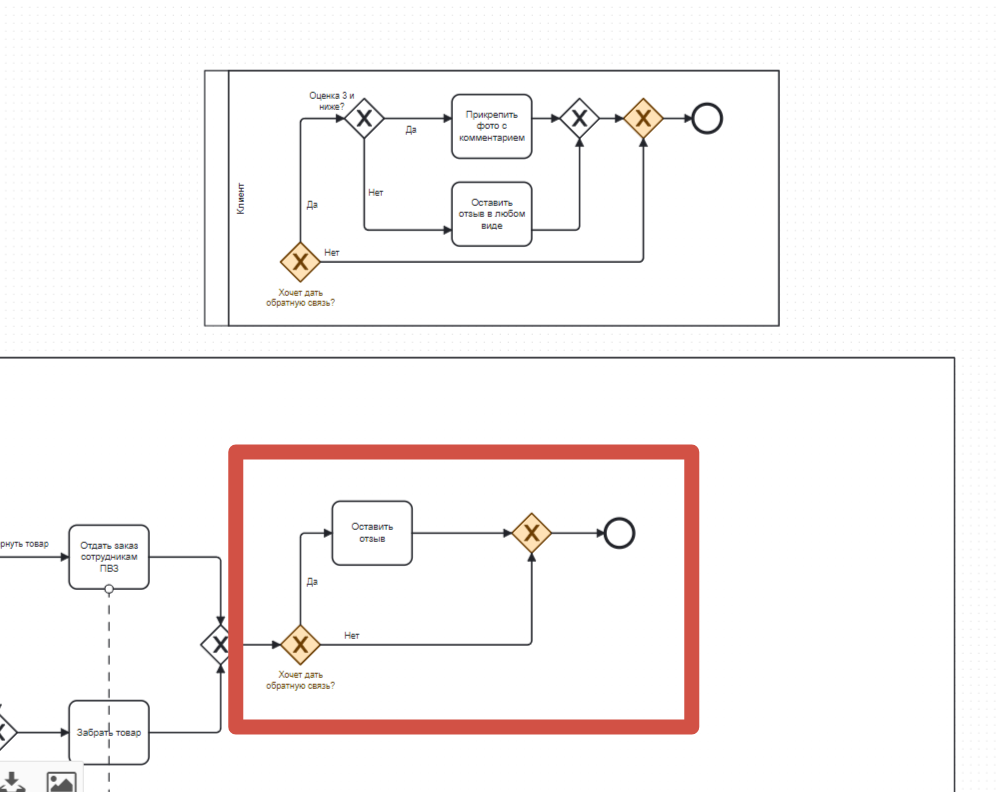 Оценка 3 и
ниже?
Да
Прикрепить
фото с
комментарием
Клиент
Нет
Да
Оставить
отзыв в любом
виде
Нет
Хочет дать
обратную связь?
рнуть товар
Отдать заказ
сотрудникам
ПВЗ
Оставить
отзыв
Да
Нет
Хочет дать
обратную связь?
Забрать товар